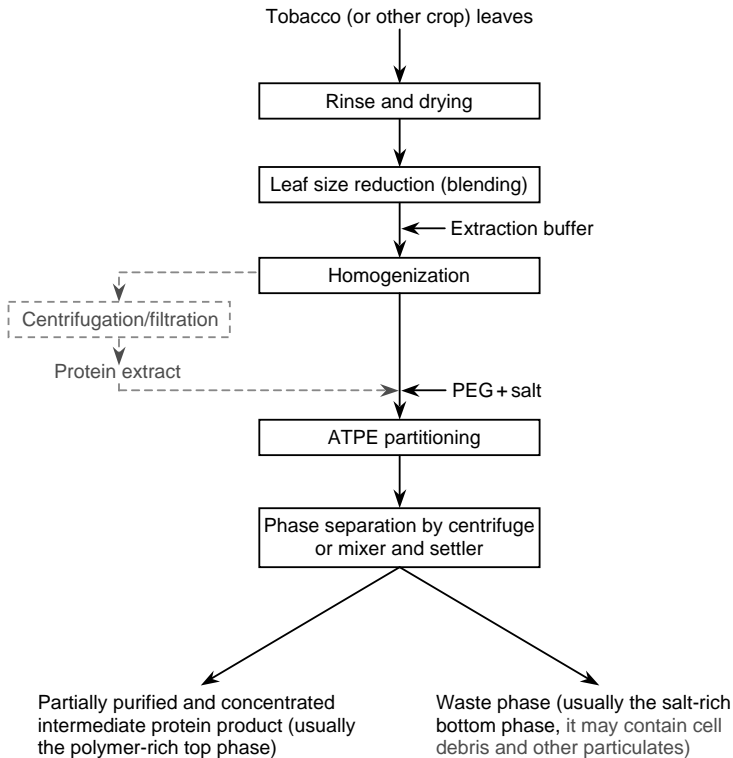 Tobacco (or other crop) leaves
Rinse and drying
Leaf size reduction (blending)
Extraction buffer
Homogenization
Centrifugation/filtration
Protein extract
PEG + salt
ATPE partitioning
Phase separation by centrifuge
or mixer and settler
Partially purified and concentrated
intermediate protein product (usually
the polymer-rich top phase)
Waste phase (usually the salt-rich
bottom phase, it may contain cell
debris and other particulates)